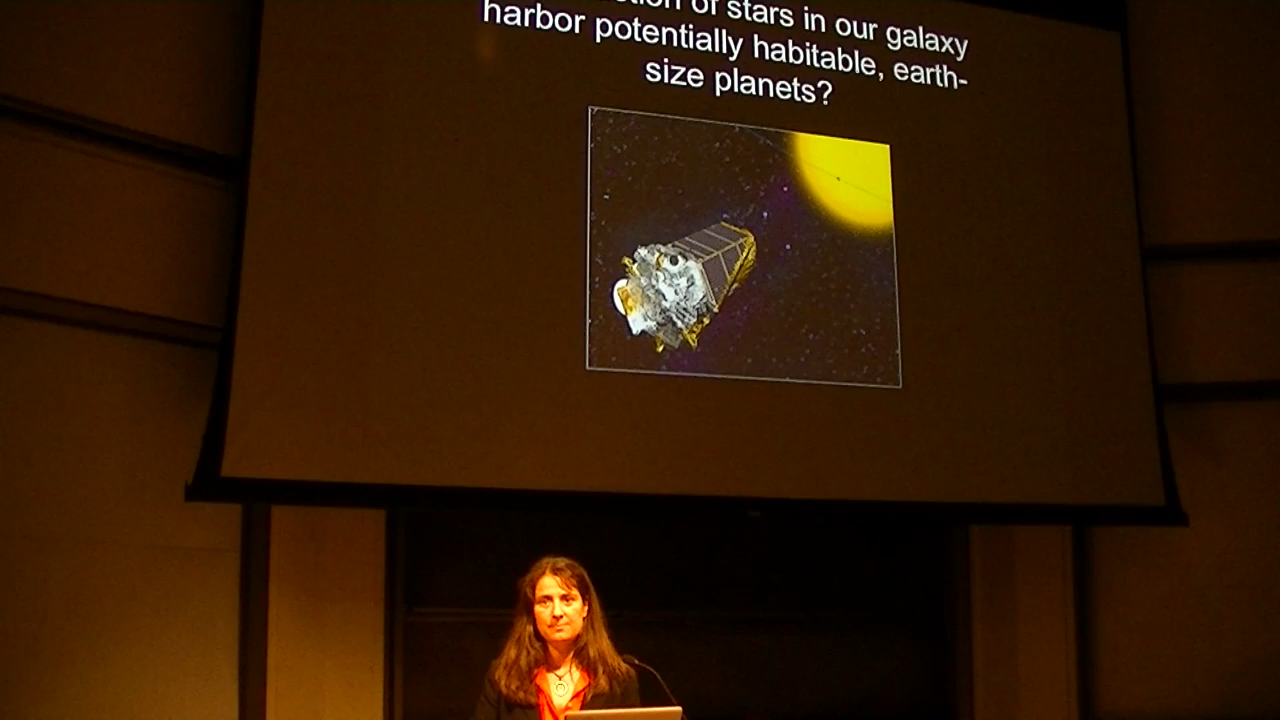 of stars in our galaxy
harbor potentially habitable, earth-
size planets?